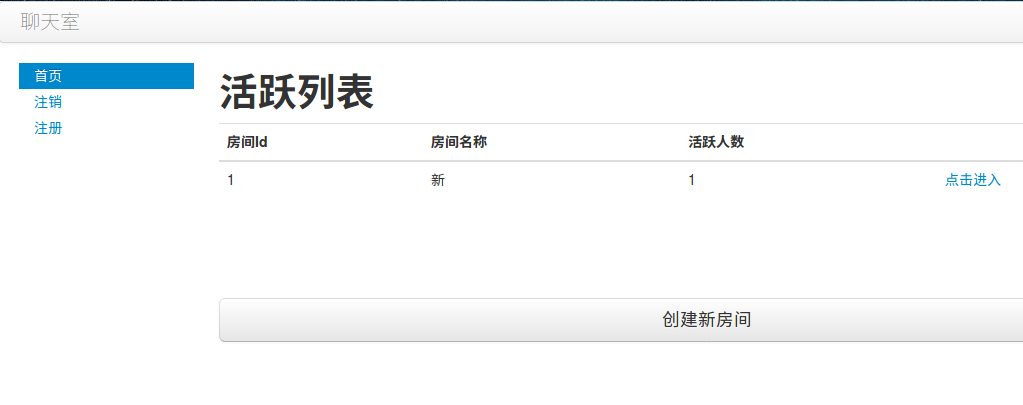 聊天室
首页
注销
注册
活跃列表
房间Id 房间名称 活跃人数
1 新 1 点击进入
创建新房间